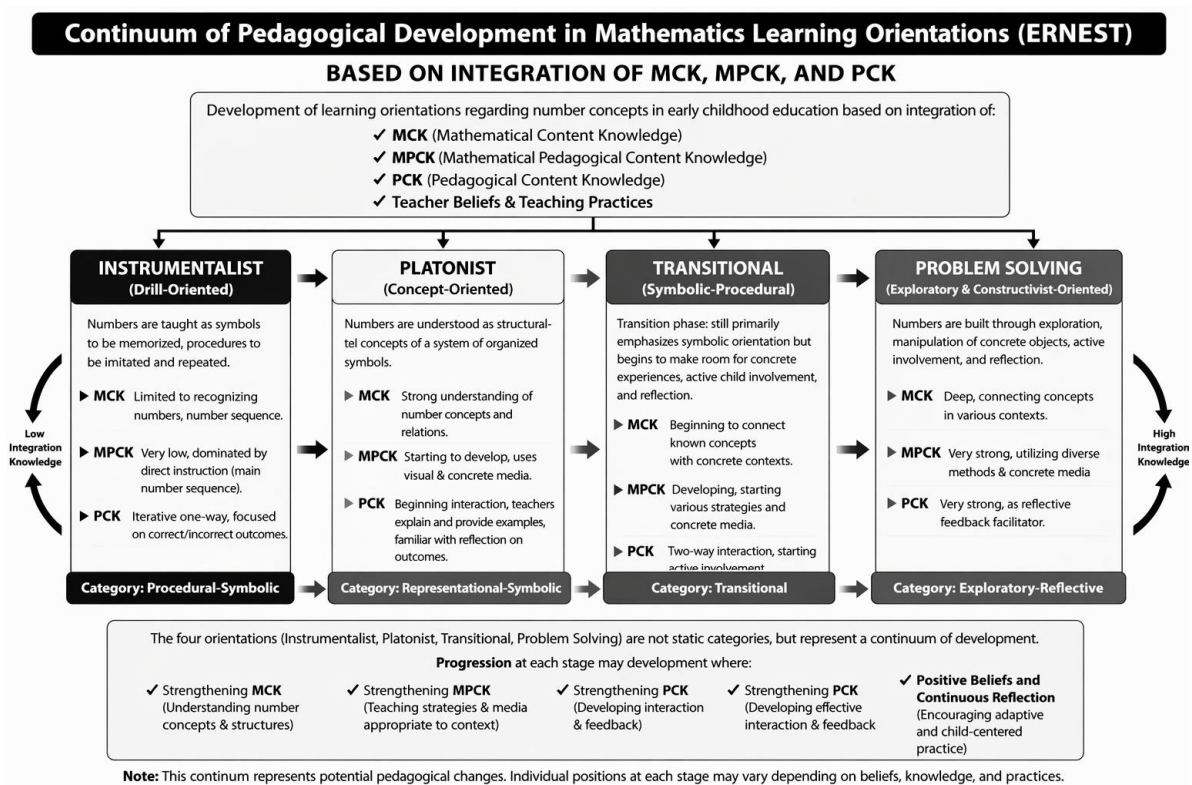 Continuum of Pedagogical Development in Mathematics Learning Orientations (ERNEST)
BASED ON INTEGRATION OF MCK, MPCK, AND PCK
Development of learning orientations regarding number concepts in early childhood education based on integration of:
✓ MCK (Mathematical Content Knowledge)
✓ MPCK (Mathematical Pedagogical Content Knowledge)
✓ PCK (Pedagogical Content Knowledge)
✓ Teacher Beliefs & Teaching Practices
Low
Integration
Knowledge
INSTRUMENTALIST
(Drill-Oriented)
Numbers are taught as symbols
to be memorized, procedures to
be imitated and repeated.
MCK Limited to recognizing
numbers, number sequence.
MPCK Very low, dominated by
direct instruction (main
number sequence).
PCK Iterative one-way, focused
on correct/incorrect outcomes.
Category: Procedural-Symbolic
PLATONIST
(Concept-Oriented)
Numbers are understood as structural-
tel concepts of a system of organized
symbols.
MCK Strong understanding of
number concepts and
relations.
MPCK Starting to develop, uses
visual & concrete media.
PCK Beginning interaction, teachers
explain and provide examples,
familiar with reflection on
outcomes.
Category: Representational-Symbolic
TRANSITIONAL
(Symbolic-Procedural)
Transition phase: still primarily
emphasizes symbolic orientation but
begins to make room for concrete
experiences, active child involvement,
and reflection.
MCK Beginning to connect
known concepts
with concrete contexts.
MPCK Developing, starting
various strategies and
concrete media.
PCK Two-way interaction, starting
active involvement
Category: Transitional
PROBLEM SOLVING
(Exploratory & Constructivist-Oriented)
Numbers are built through exploration,
manipulation of concrete objects, active
involvement, and reflection.
MCK Deep, connecting concepts
in various contexts.
MPCK Very strong, utilizing diverse
methods & concrete media
PCK Very strong, as reflective
feedback facilitator.
Category: Exploratory-Reflective
High
Integration
Knowledge
The four orientations (Instrumentalist, Platonist, Transitional, Problem Solving) are not static categories, but represent a continuum of development.
Progression at each stage may development where:
✓ Strengthening MCK
(Understanding number
concepts & structures)
✓ Strengthening MPCK
(Teaching strategies & media
appropriate to context)
✓ Strengthening PCK
(Developing interaction
& feedback)
✓ Strengthening PCK
(Developing effective
interaction & feedback
✓ Positive Beliefs and
Continuous Reflection
(Encouraging adaptive
and child-centered
practice)
Note: This continum represents potential pedagogical changes. Individual positions at each stage may vary depending on beliefs, knowledge, and practices.